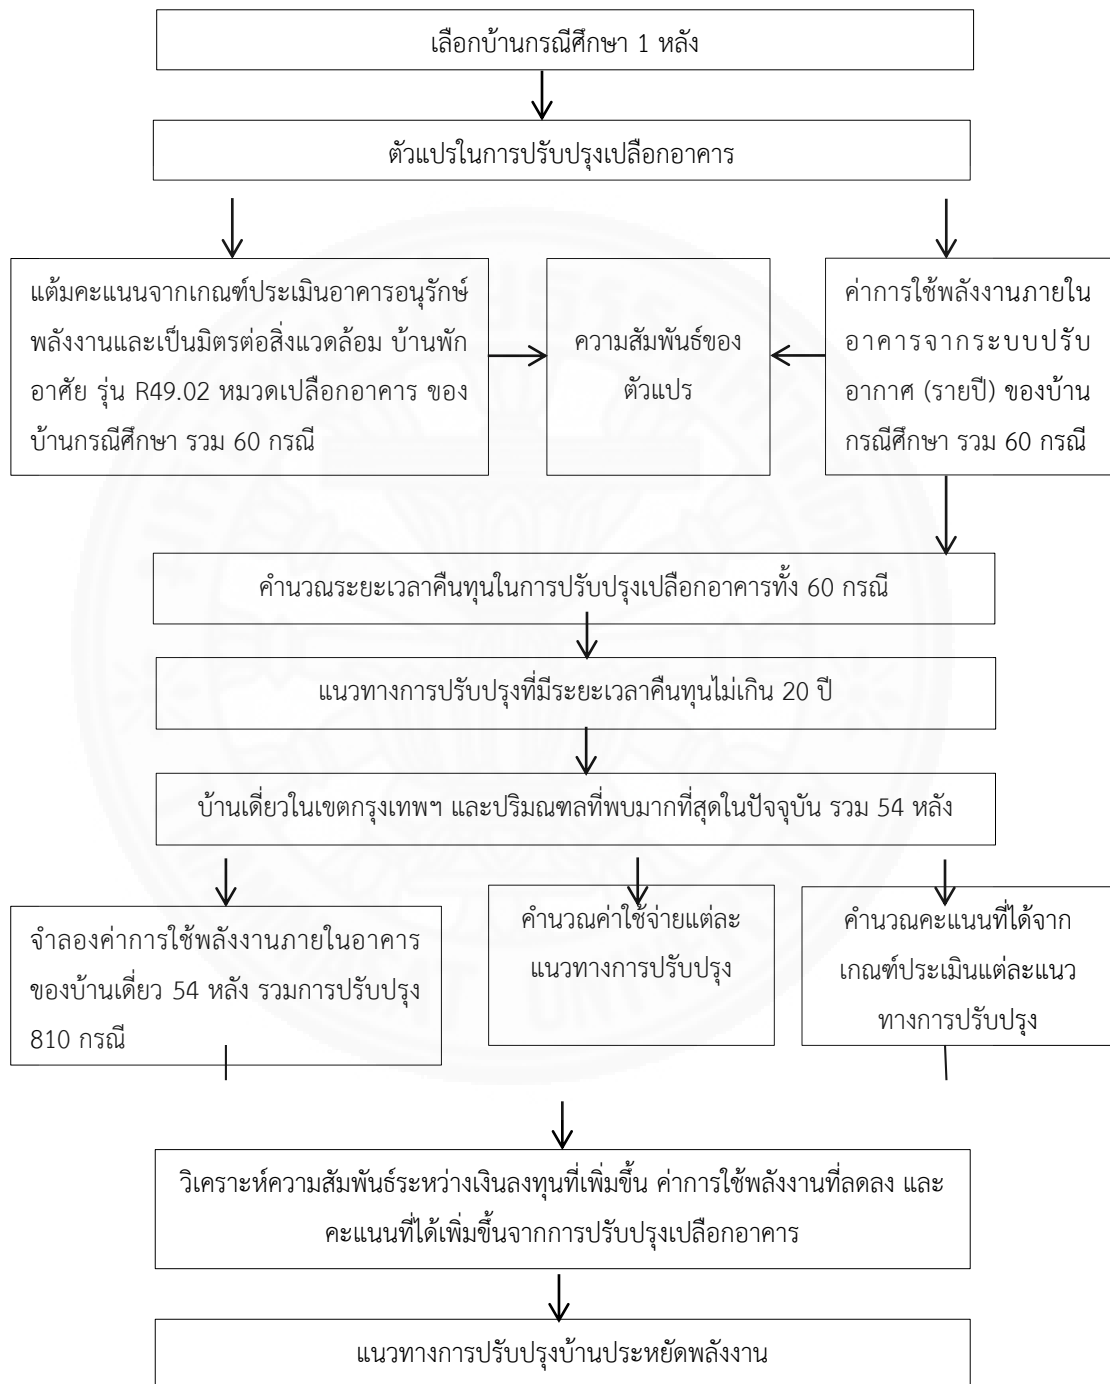 เลือกบ้านกรณีศึกษา 1 หลัง
ตัวแปรในการปรับปรุงเปลือกอาคาร
แต้มคะแนนจากเกณฑ์ประเมินอาคารอนุรักษ์
พลังงานและเป็นมิตรต่อสิ่งแวดล้อม บ้านพัก
อาศัย รุ่น R49.02 หมวดเปลือกอาคาร ของ
บ้านกรณีศึกษา รวม 60 กรณี
ความสัมพันธ์ของ
ตัวแปร
ค่าการใช้พลังงานภายใน
อาคารจากระบบปรับ
อากาศ (รายปี) ของบ้าน
กรณีศึกษา รวม 60 กรณี
คำนวณระยะเวลาคืนทุนในการปรับปรุงเปลือกอาคารทั้ง 60 กรณี
แนวทางการปรับปรุงที่มีระยะเวลาคืนทุนไม่เกิน 20 ปี
บ้านเดี่ยวในเขตกรุงเทพฯ และปริมณฑลที่พบมากที่สุดในปัจจุบัน รวม 54 หลัง
จำลองค่าการใช้พลังงานภายในอาคาร
ของบ้านเดี่ยว 54 หลัง รวมการปรับปรุง
810 กรณี
คำนวณค่าใช้จ่ายแต่ละ
แนวทางการปรับปรุง
คำนวณคะแนนที่ได้จาก
เกณฑ์ประเมินแต่ละแนว
ทางการปรับปรุง
วิเคราะห์ความสัมพันธ์ระหว่างเงินลงทุนที่เพิ่มขึ้น ค่าการใช้พลังงานที่ลดลง และ
คะแนนที่ได้เพิ่มขึ้นจากการปรับปรุงเปลือกอาคาร
แนวทางการปรับปรุงบ้านประหยัดพลังงาน